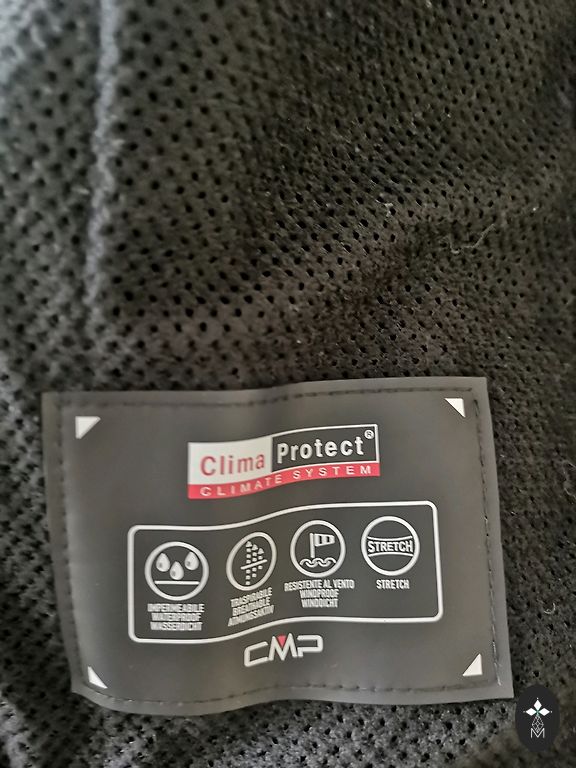 Clima Protect®
CLIMATE SYSTEM
IMPERMEABILE
WATERPROOF
WASSERDICHT
TRASPIRABILE
BREATHABLE
ATMUNGSAKTIV
RESISTENTE AL VENTO
WINDPROOF
WINDDICHT
STRETCH
STRETCH
CMP
M